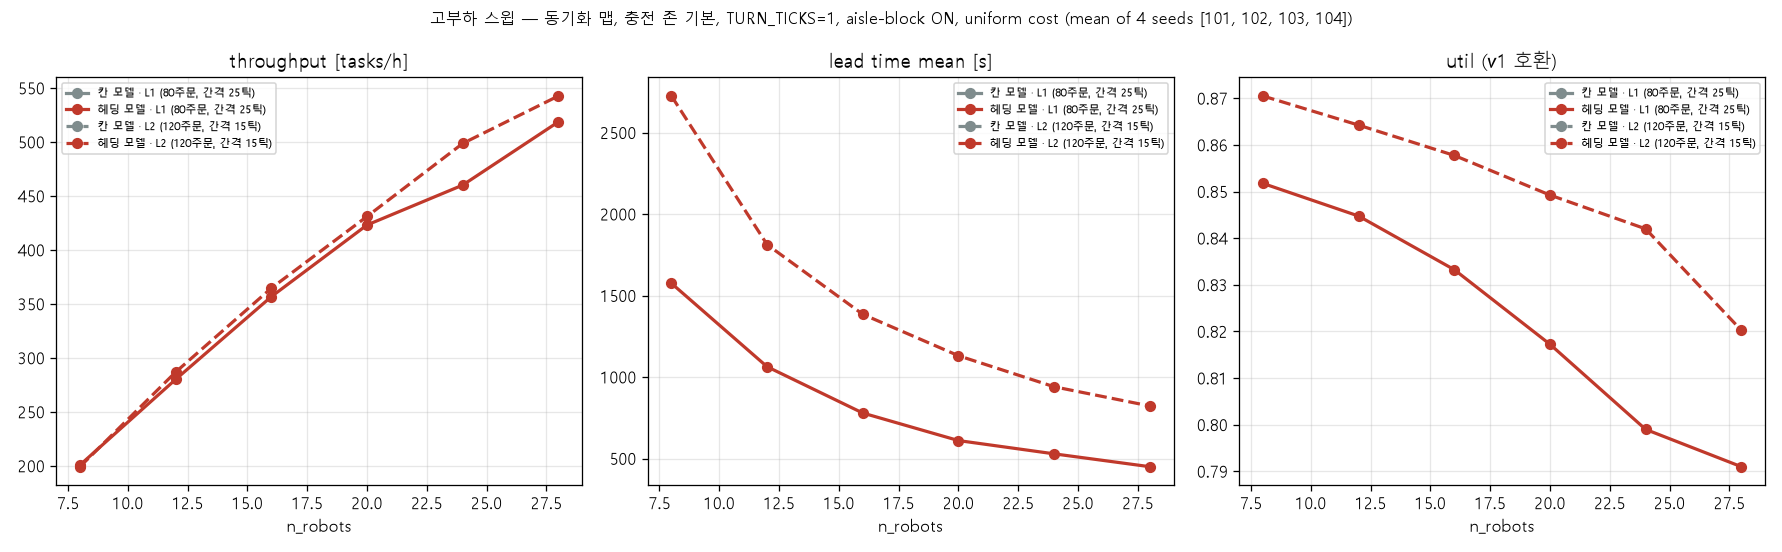 고부하 스윕 — 동기화 맵, 충전 존 기본, TURN_TICKS=1, aisle-block ON, uniform cost (mean of 4 seeds [101, 102, 103, 104])
throughput [tasks/h]
550
500
450
400
350
300
250
200
칸 모델 · L1 (80주문, 간격 25틱)
헤딩 모델 · L1 (80주문, 간격 25틱)
칸 모델 · L2 (120주문, 간격 15틱)
헤딩 모델 · L2 (120주문, 간격 15틱)
7.5 10.0 12.5 15.0 17.5 20.0 22.5 25.0 27.5
n_robots
lead time mean [s]
2500
2000
1500
1000
500
칸 모델 · L1 (80주문, 간격 25틱)
헤딩 모델 · L1 (80주문, 간격 25틱)
칸 모델 · L2 (120주문, 간격 15틱)
헤딩 모델 · L2 (120주문, 간격 15틱)
7.5 10.0 12.5 15.0 17.5 20.0 22.5 25.0 27.5
n_robots
util (v1 호환)
0.87
0.86
0.85
0.84
0.83
0.82
0.81
0.80
0.79
칸 모델 · L1 (80주문, 간격 25틱)
헤딩 모델 · L1 (80주문, 간격 25틱)
칸 모델 · L2 (120주문, 간격 15틱)
헤딩 모델 · L2 (120주문, 간격 15틱)
7.5 10.0 12.5 15.0 17.5 20.0 22.5 25.0 27.5
n_robots